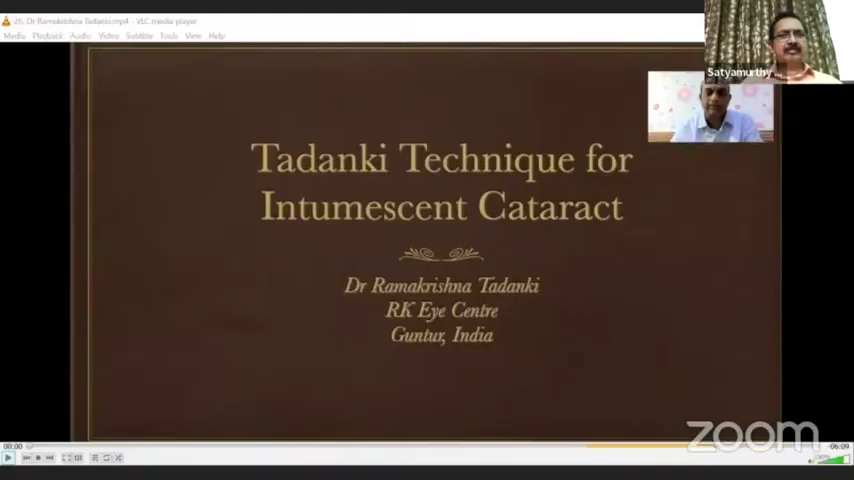 26. Dr Ramakrishna Tadanki.mp4 - VLC media player
Media Playback Audio Video Subtitle Tools View Help
Satyamurthy ...
Tadanki Technique for
Intumescent Cataract
Dr Ramakrishna Tadanki
RK Eye Centre
Guntur, India
zoom
00:00
-06:09